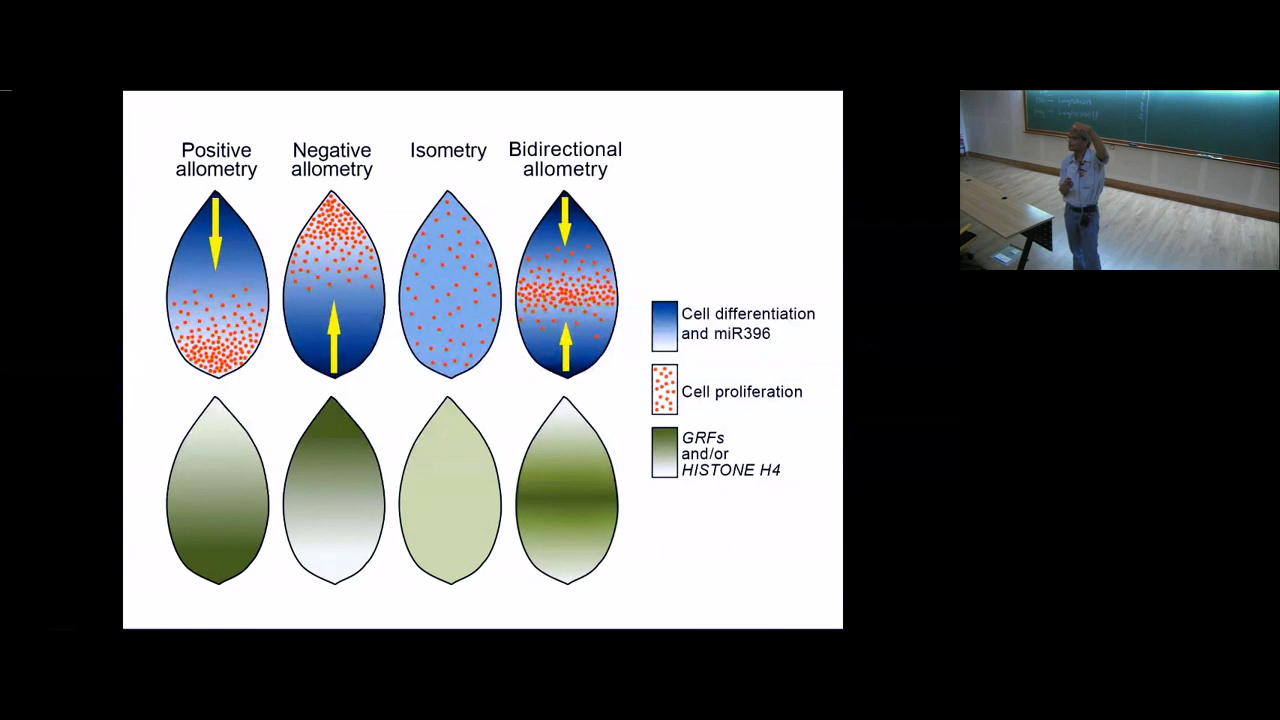 Positive
allometry
Negative
allometry
Isometry
Bidirectional
allometry
Cell differentiation
and miR396
Cell proliferation
GRFs
and/or
HISTONE H4